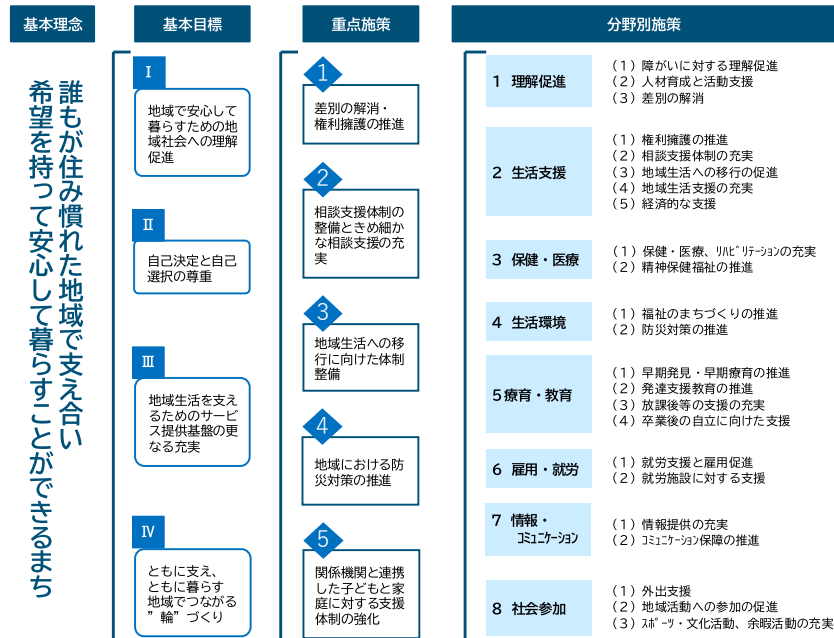 基本理念
誰もが住み慣れた地域で支え合い
希望を持って安心して暮らすことができるまち
基本目標
Ⅰ
地域で安心して
暮らすための地
域社会への理解
促進
Ⅱ
自己決定と自己
選択の尊重
Ⅲ
地域生活を支え
るためのサービ
ス提供基盤の更
なる充実
Ⅳ
ともに支え、
ともに暮らす
地域でつながる
”輪”づくり
重点施策
1
差別の解消・
権利擁護の推進
2
相談支援体制の
整備ときめ細か
な相談支援の充
実
3
地域生活への移
行に向けた体制
整備
4
地域における防
災対策の推進
5
関係機関と連携
した子どもと家
庭に対する支援
体制の強化
分野別施策
1 理解促進
(1)障がいに対する理解促進
(2)人材育成と活動支援
(3)差別の解消
2 生活支援
(1)権利擁護の推進
(2)相談支援体制の充実
(3)地域生活への移行の促進
(4)地域生活支援の充実
(5)経済的な支援
3 保健・医療
(1)保健・医療、ﾘﾊﾋﾞﾘﾃｰｼｮﾝの充実
(2)精神保健福祉の推進
4 生活環境
(1)福祉のまちづくりの推進
(2)防災対策の推進
5療育・教育
(1)早期発見・早期療育の推進
(2)発達支援教育の推進
(3)放課後等の支援の充実
(4)卒業後の自立に向けた支援
6 雇用・就労
(1)就労支援と雇用促進
(2)就労施設に対する支援
7 情報・
ｺﾐｭﾆｹｰｼｮﾝ
(1)情報提供の充実
(2)ｺﾐｭﾆｹｰｼｮﾝ保障の推進
8 社会参加
(1)外出支援
(2)地域活動への参加の促進
(3)ｽﾎﾟｰﾂ・文化活動、余暇活動の充実